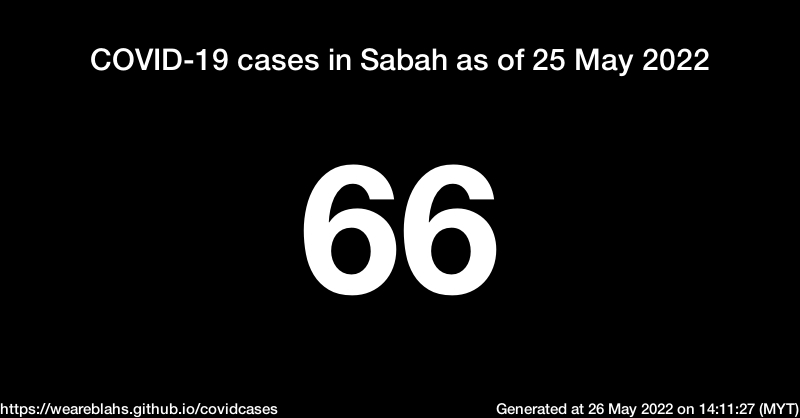 COVID-19 cases in Sabah as of 25 May 2022
66
https://weareblahs.github.io/covidcases
Generated at 26 May 2022 on 14:11:27 (MYT)